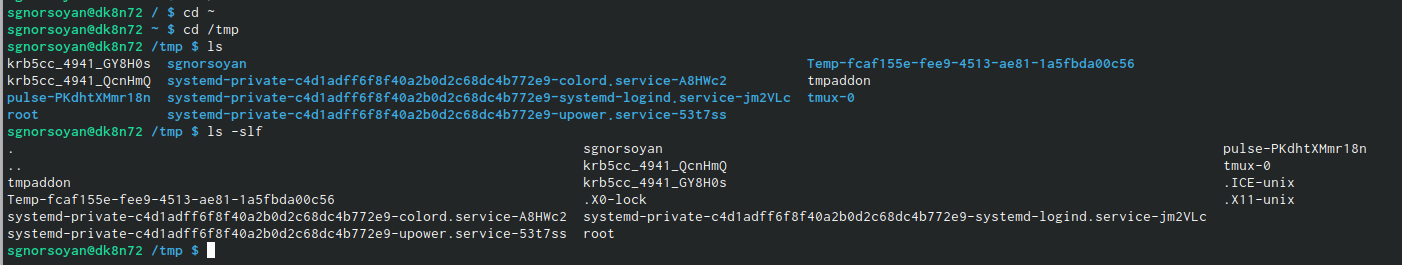 sgnorsoyan@dk8n72 / $ cd ~
sgnorsoyan@dk8n72 ~ $ cd /tmp
sgnorsoyan@dk8n72 /tmp $ ls
krb5cc_4941_GY8H0s  sgnorsoyan                                                                       Temp-fcaf155e-fee9-4513-ae81-1a5fbda00c56
krb5cc_4941_QcnHmQ  systemd-private-c4d1adff6f8f40a2b0d2c68dc4b772e9-colord.service-A8HWc2          tmpaddon
pulse-PKdhtXMmr18n  systemd-private-c4d1adff6f8f40a2b0d2c68dc4b772e9-systemd-logind.service-jm2VLc  tmux-0
root                systemd-private-c4d1adff6f8f40a2b0d2c68dc4b772e9-upower.service-53t7ss
sgnorsoyan@dk8n72 /tmp $ ls -slf
.                                                                       sgnorsoyan                                                                      pulse-PKdhtXMmr18n
..                                                                      krb5cc_4941_QcnHmQ                                                              tmux-0
tmpaddon                                                                krb5cc_4941_GY8H0s                                                              .ICE-unix
Temp-fcaf155e-fee9-4513-ae81-1a5fbda00c56                               .X0-lock                                                                        .X11-unix
systemd-private-c4d1adff6f8f40a2b0d2c68dc4b772e9-colord.service-A8HWc2  systemd-private-c4d1adff6f8f40a2b0d2c68dc4b772e9-systemd-logind.service-jm2VLc
systemd-private-c4d1adff6f8f40a2b0d2c68dc4b772e9-upower.service-53t7ss  root
sgnorsoyan@dk8n72 /tmp $